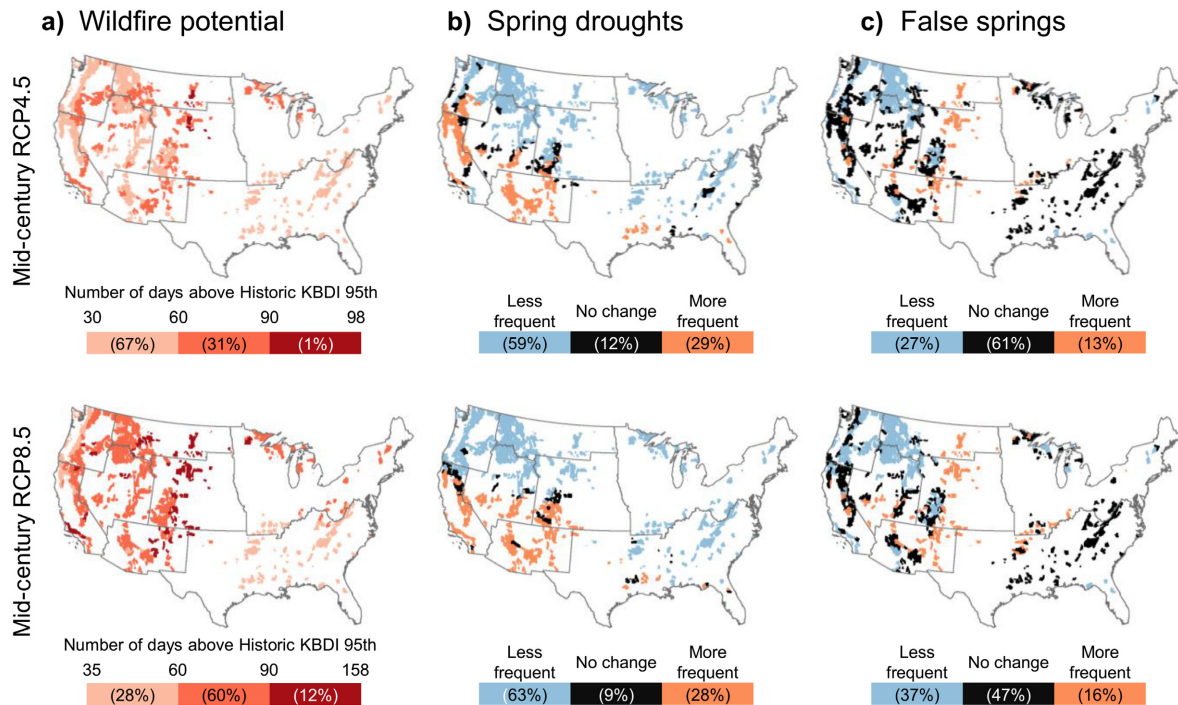 a) Wildfire potential
b) Spring droughts
c) False springs
Mid-century RCP4.5
Number of days above Historic KBDI 95th
30 60 90 98
(67%) (31%) (1%)
Less frequent No change More frequent
(59%) (12%) (29%)
Less frequent No change More frequent
(27%) (61%) (13%)
Mid-century RCP8.5
Number of days above Historic KBDI 95th
35 60 90 158
(28%) (60%) (12%)
Less frequent No change More frequent
(63%) (9%) (28%)
Less frequent No change More frequent
(37%) (47%) (16%)